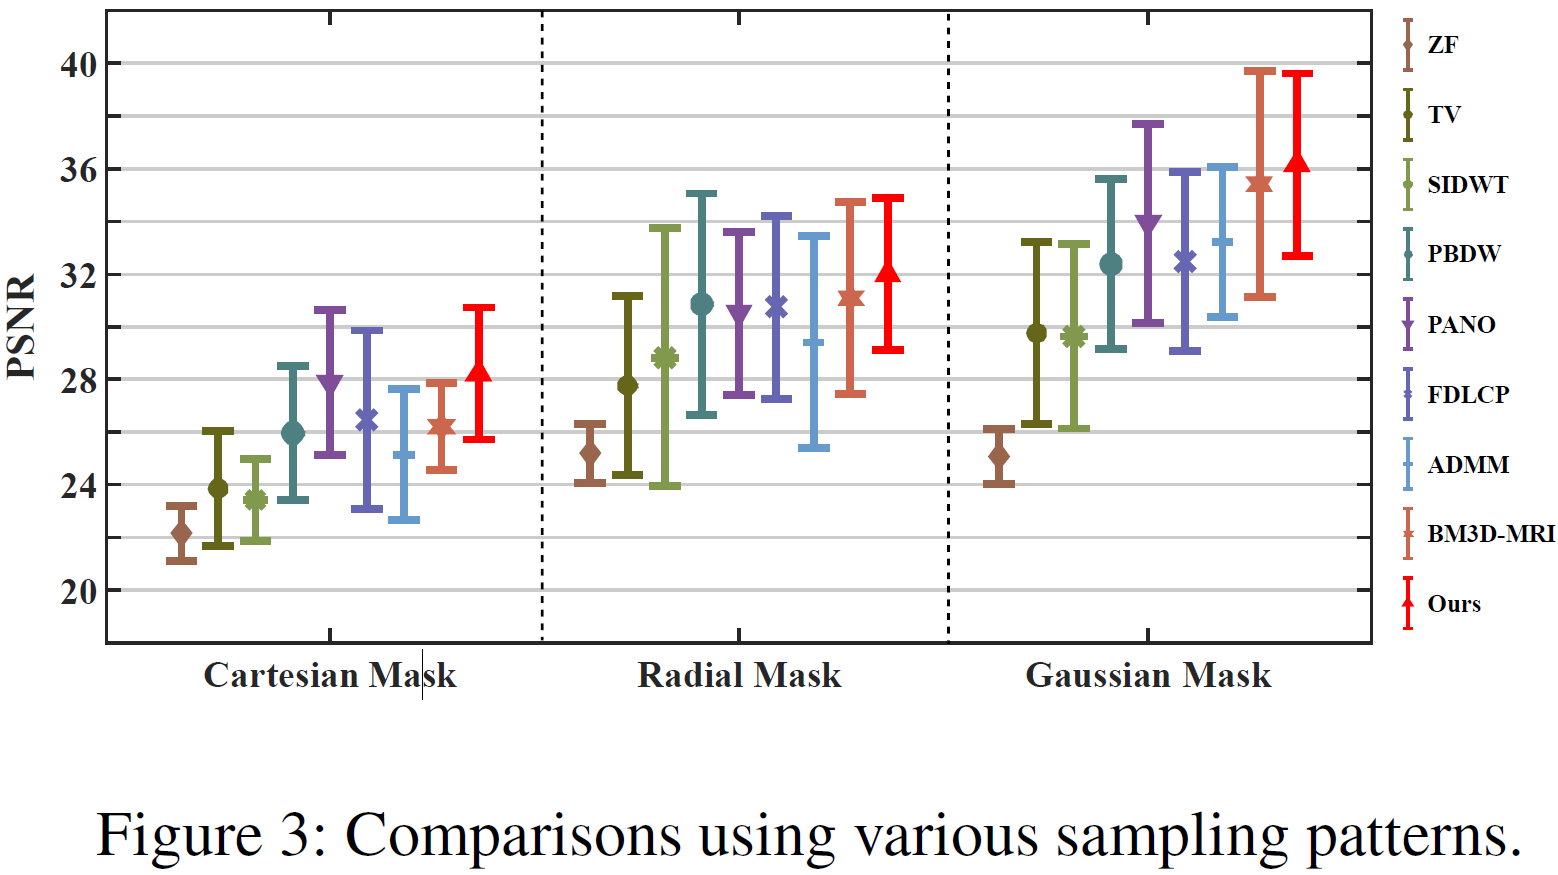 PSNR
40
36
32
28
24
20
Cartesian Mask
Radial Mask
Gaussian Mask
ZF
TV
SIDWT
PBDW
PANO
FDLCP
ADMM
BM3D-MRI
Ours
Figure 3: Comparisons using various sampling patterns.